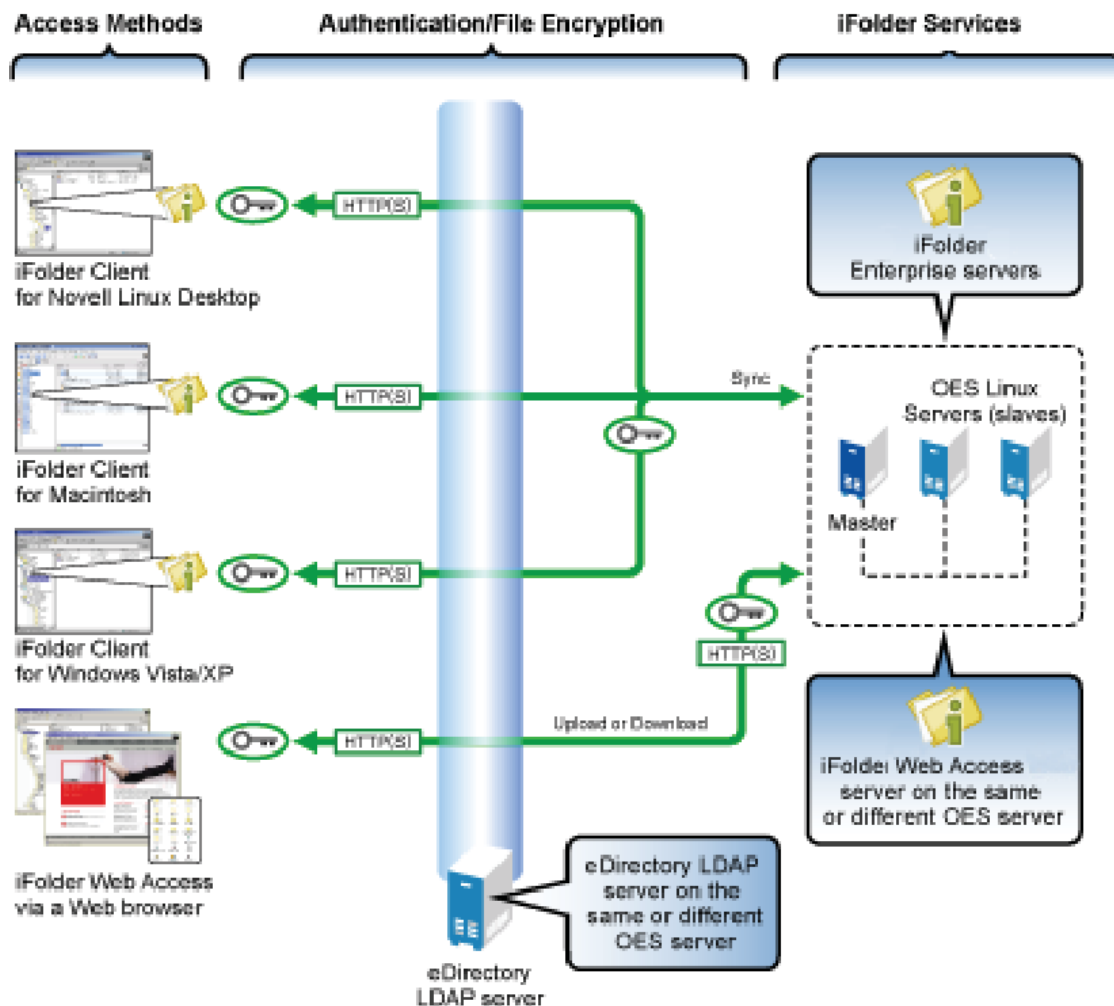 Access Methods
Authentication/File Encryption
iFolder Services
HTTP(S)
iFolder Client
for Novell Linux Desktop
iFolder
Enterprise servers
HTTP(S)
Sync
iFolder Client
for Macintosh
OES Linux
Servers (slaves)
Master
HTTP(S)
iFolder Client
for Windows Vista/XP
HTTP(S)
Upload or Download
HTTP(S)
iFolder Web Access
via a Web browser
iFolder Web Access
server on the same
or different OES server
eDirectory LDAP
server on the
same or different
OES server
eDirectory
LDAP server